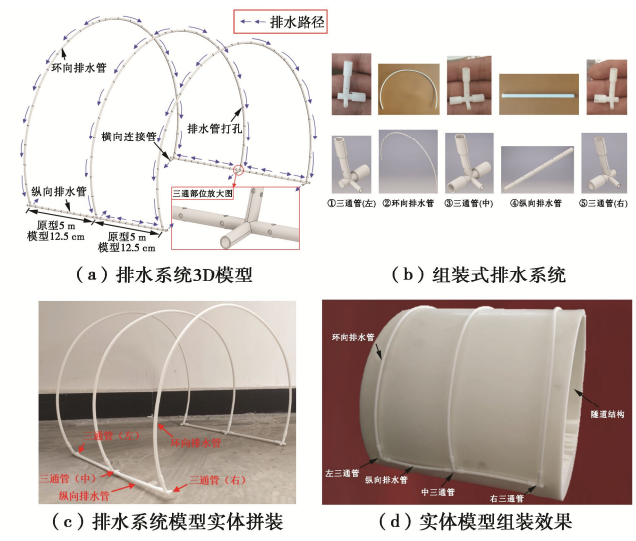 排水路径
环向排水管
排水管打孔
横向连接管
纵向排水管
三通部位放大图
原型5 m
模型12.5 cm
原型5 m
模型12.5 cm
(a)排水系统3D模型
①三通管(左)
②环向排水管
③三通管(中)
④纵向排水管
⑤三通管(右)
(b)组装式排水系统
三通管(左)
环向排水管
三通管(中)
纵向排水管
三通管(右)
(c)排水系统模型实体拼装
环向排水管
隧道结构
左三通管
纵向排水管
中三通管
右三通管
(d)实体模型组装效果